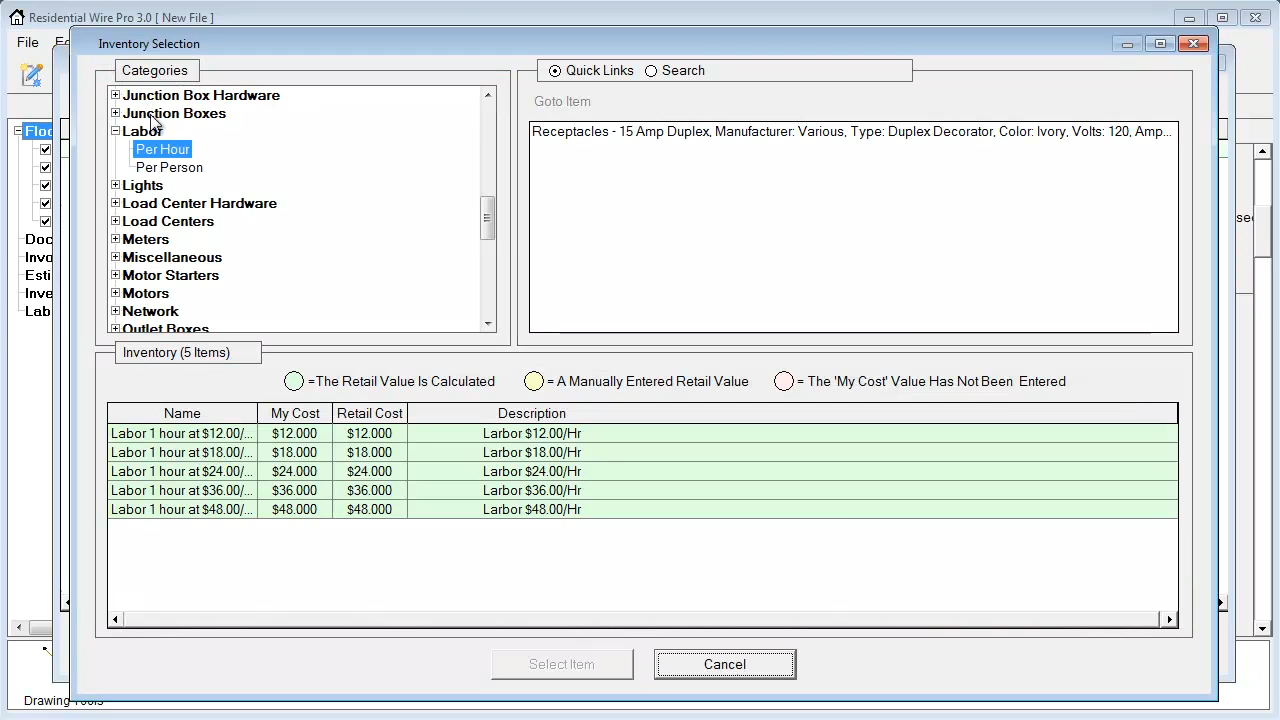 Residential Wire Pro 3.0 [ New File ]
File
Inventory Selection
Categories
Junction Box Hardware
Junction Boxes
Labor
Per Hour
Per Person
Lights
Load Center Hardware
Load Centers
Meters
Miscellaneous
Motor Starters
Motors
Network
Outlet Boxes
Quick Links
Search
Goto Item
Receptacles - 15 Amp Duplex, Manufacturer: Various, Type: Duplex Decorator, Color: Ivory, Volts: 120, Amp...
Inventory (5 Items)
=The Retail Value Is Calculated
= A Manually Entered Retail Value
= The 'My Cost' Value Has Not Been Entered
Name My Cost Retail Cost Description
Labor 1 hour at $12.00/... $12.000 $12.000 Larbor $12.00/Hr
Labor 1 hour at $18.00/... $18.000 $18.000 Larbor $18.00/Hr
Labor 1 hour at $24.00/... $24.000 $24.000 Larbor $24.00/Hr
Labor 1 hour at $36.00/... $36.000 $36.000 Larbor $36.00/Hr
Labor 1 hour at $48.00/... $48.000 $48.000 Larbor $48.00/Hr
Select Item
Cancel
Floo
Doc
Invo
Esti
Inve
Lab
Drawing Tools